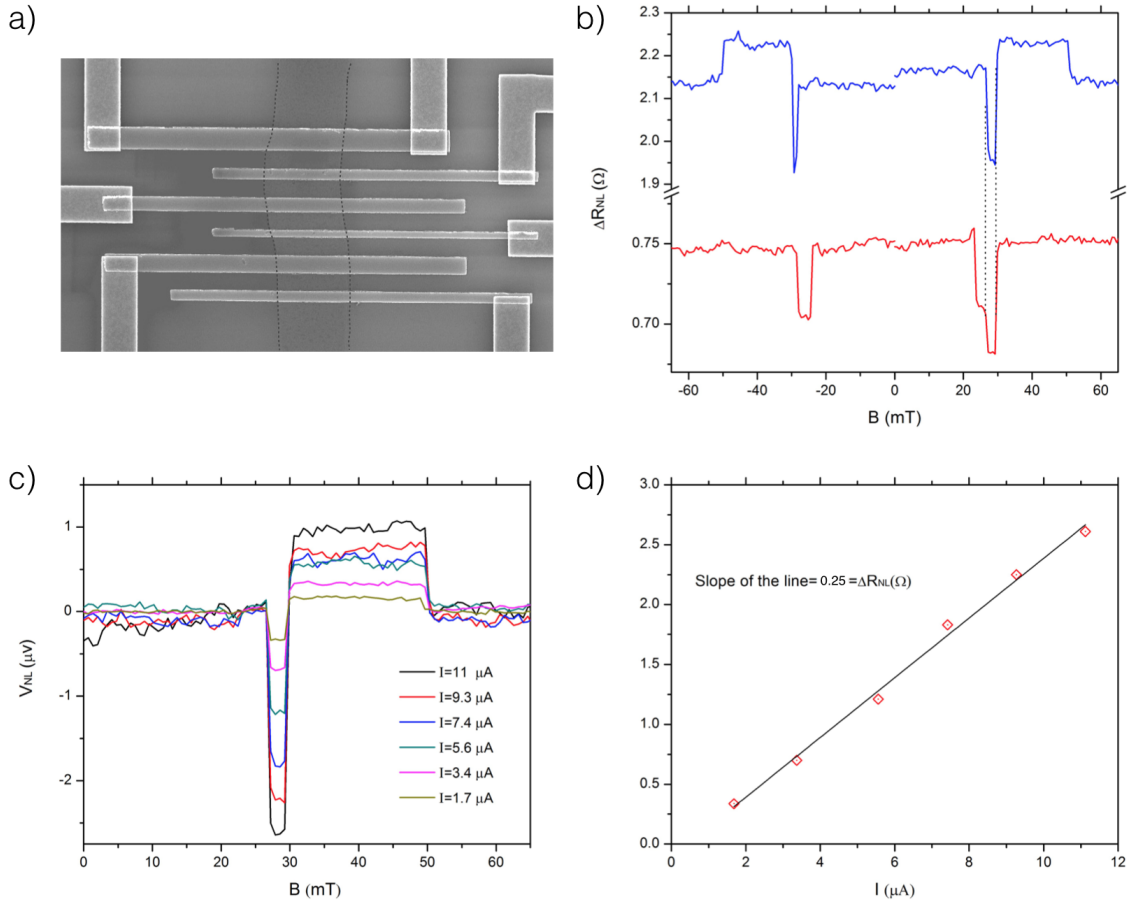 a)
b)
2.3
2.2
2.1
2.0
1.9
0.75
0.70
ΔRNL (Ω)
-60 -40 -20 0 20 40 60
B (mT)
c)
1
0
-1
-2
VNL (μv)
I=11 μA
I=9.3 μA
I=7.4 μA
I=5.6 μA
I=3.4 μA
I=1.7 μA
0 10 20 30 40 50 60
B (mT)
d)
3.0
2.5
2.0
1.5
1.0
0.5
0.0
Slope of the line= 0.25 =ΔRNL(Ω)
0 2 4 6 8 10 12
I (μA)